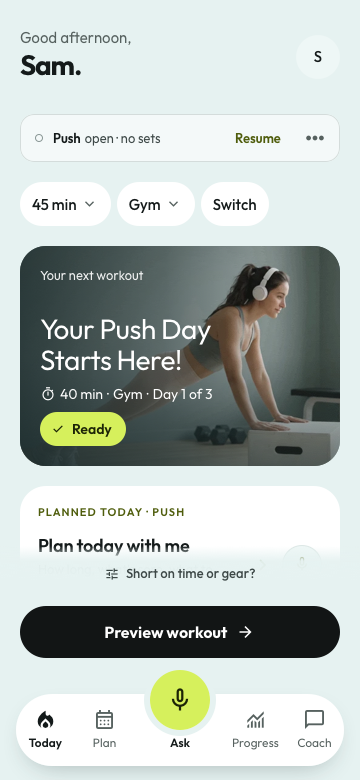 Good afternoon,
Sam.
S
Push open · no sets
Resume
45 min
Gym
Switch
Your next workout
Your Push Day
Starts Here!
40 min · Gym · Day 1 of 3
Ready
PLANNED TODAY · PUSH
Plan today with me
Short on time or gear?
Preview workout
Today
Plan
Ask
Progress
Coach